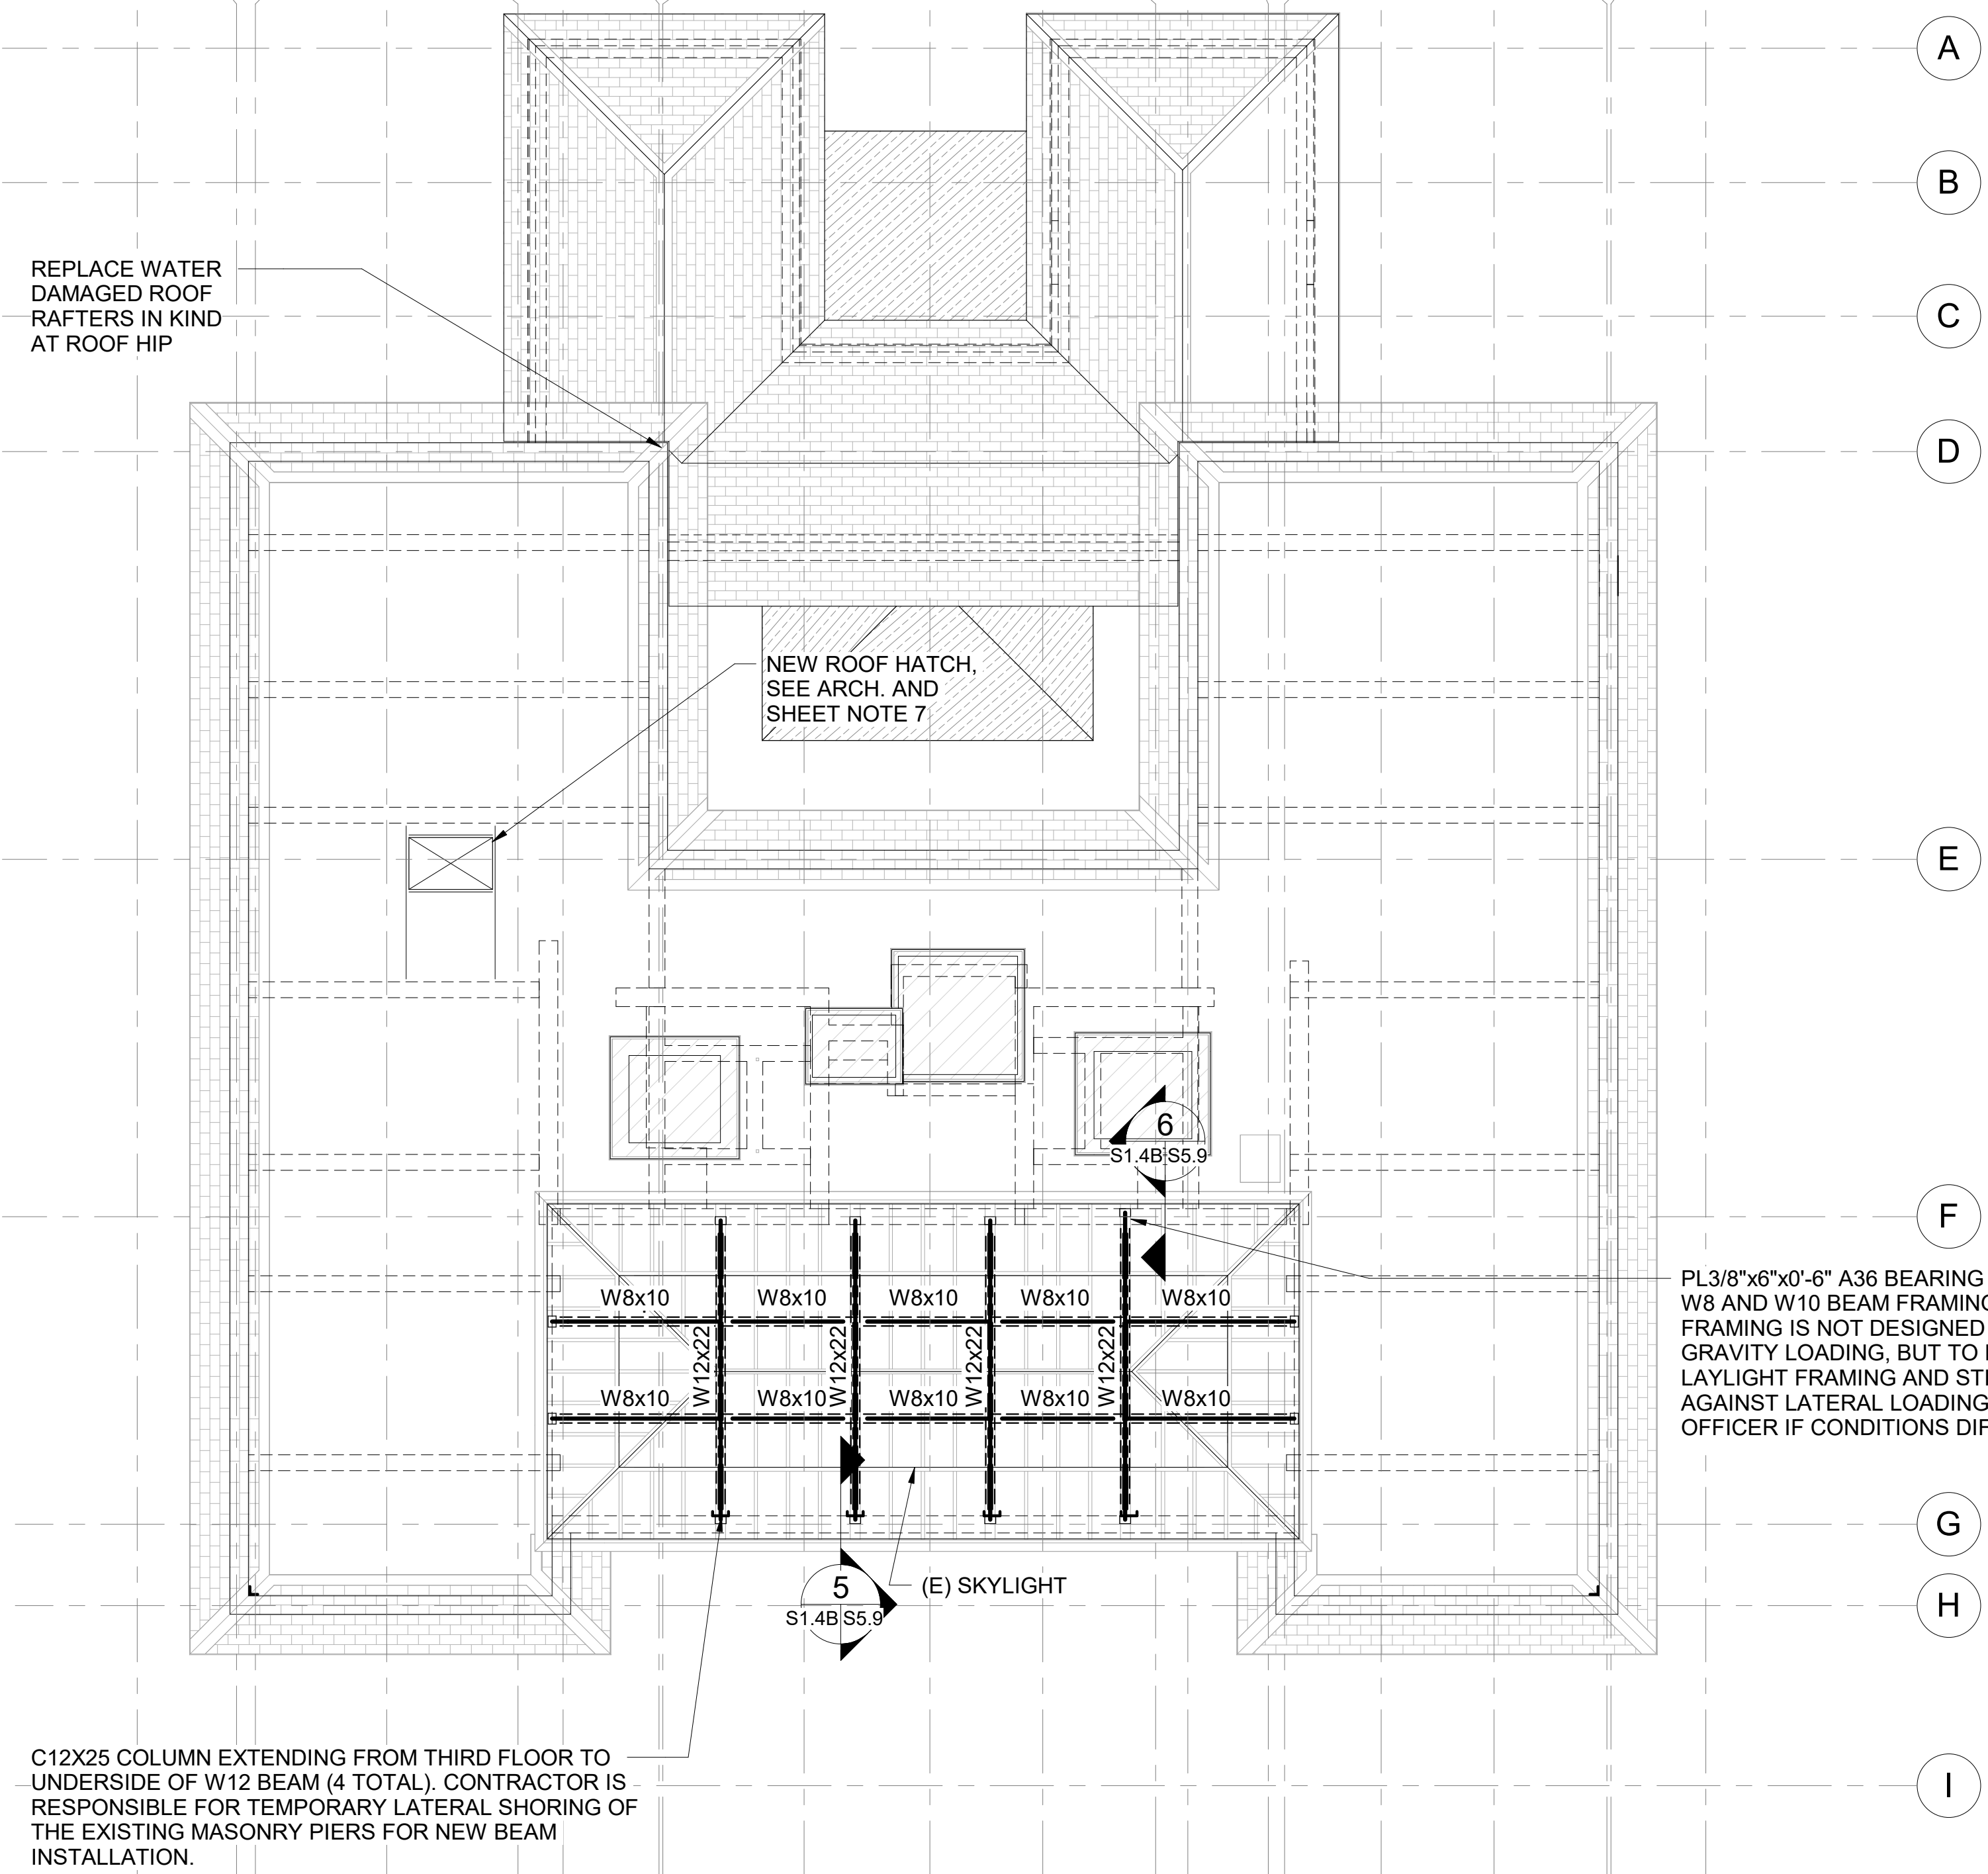 A
B
REPLACE WATER
DAMAGED ROOF
RAFTERS IN KIND
AT ROOF HIP
C
D
NEW ROOF HATCH,
SEE ARCH. AND
SHEET NOTE 7
E
6
S1.4B S5.9
F
PL3/8"x6"x0'-6" A36 BEARING
W8 AND W10 BEAM FRAMING
FRAMING IS NOT DESIGNED
GRAVITY LOADING, BUT TO
LAYLIGHT FRAMING AND
AGAINST LATERAL LOADING
OFFICER IF CONDITIONS
W8x10 W8x10 W8x10 W8x10 W8x10
W12x22 W12x22 W12x22 W12x22
W8x10 W8x10 W8x10 W8x10 W8x10
G
(E) SKYLIGHT
5
S1.4B S5.9
H
C12X25 COLUMN EXTENDING FROM THIRD FLOOR TO
UNDERSIDE OF W12 BEAM (4 TOTAL). CONTRACTOR IS
RESPONSIBLE FOR TEMPORARY LATERAL SHORING OF
THE EXISTING MASONRY PIERS FOR NEW BEAM
INSTALLATION.
I